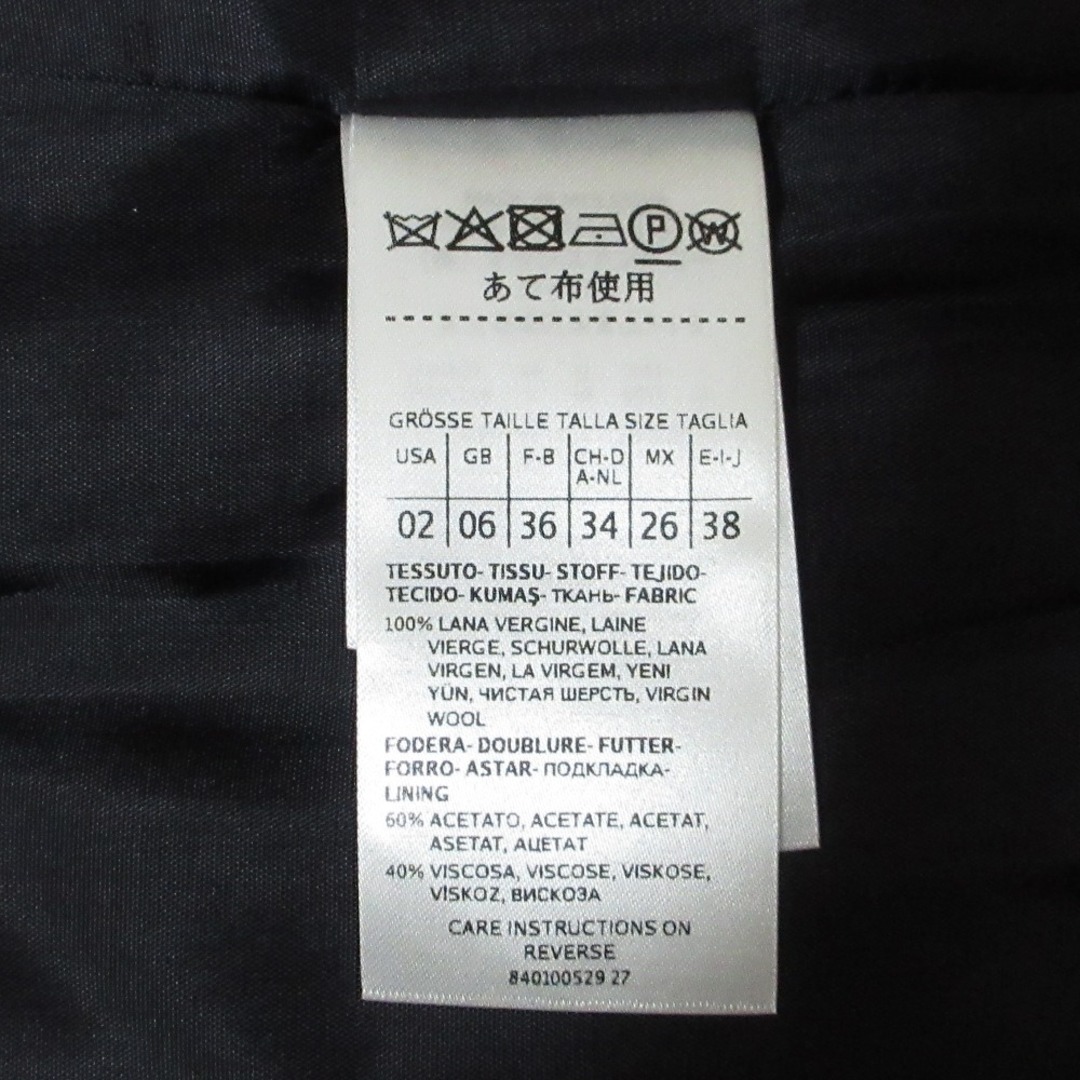 P W
あて布使用
GRÖSSE TAILLE TALLA SIZE TAGLIA
USA GB F-B CH-D A-NL MX E-I-J
02 06 36 34 26 38
TESSUTO- TISSU- STOFF- TEJIDO-
TECIDO- KUMAŞ- ТКАНЬ- FABRIC
100% LANA VERGINE, LAINE
VIERGE, SCHURWOLLE, LANA
VIRGEN, LA VIRGEM, YENI
YÜN, ЧИСТАЯ ШЕРСТЬ, VIRGIN
WOOL
FODERA- DOUBLURE- FUTTER-
FORRO- ASTAR- ПОДКЛАДКА-
LINING
60% ACETATO, ACETATE, ACETAT,
ASETAT, АЦЕТАТ
40% VISCOSA, VISCOSE, VISKOSE,
VİSKOZ, ВИСКОЗА
CARE INSTRUCTIONS ON
REVERSE
840100529 27